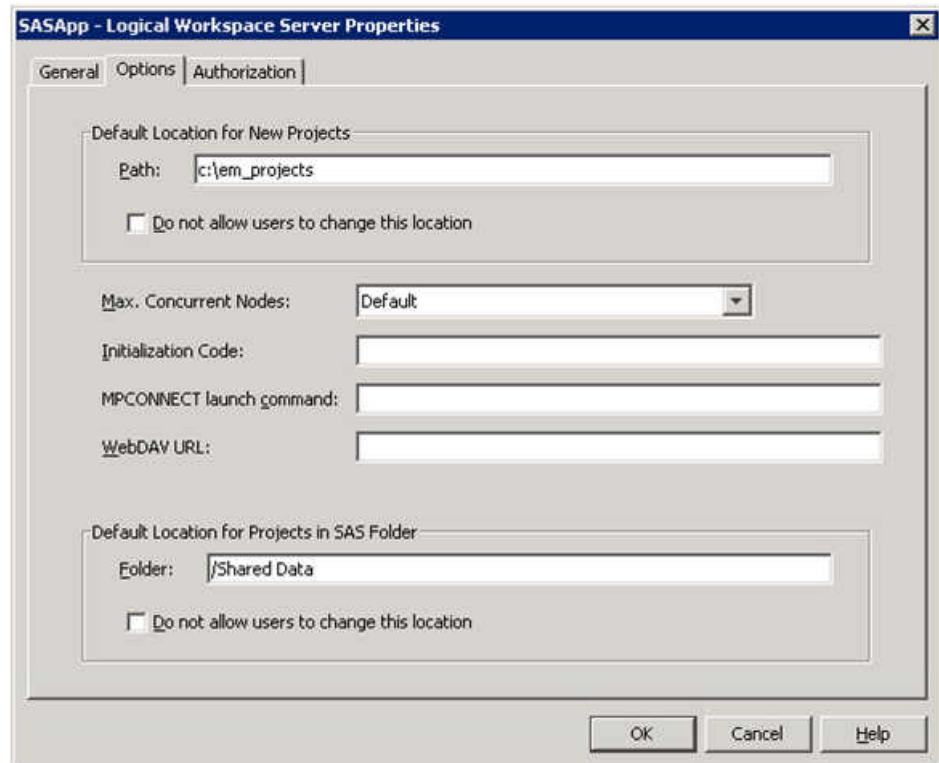 SASApp - Logical Workspace Server Properties
General Options Authorization
Default Location for New Projects
Path: c:\em_projects
Do not allow users to change this location
Max. Concurrent Nodes: Default
Initialization Code:
MPCONNECT launch command:
WebDAV URL:
Default Location for Projects in SAS Folder
Folder: /Shared Data
Do not allow users to change this location
OK Cancel Help